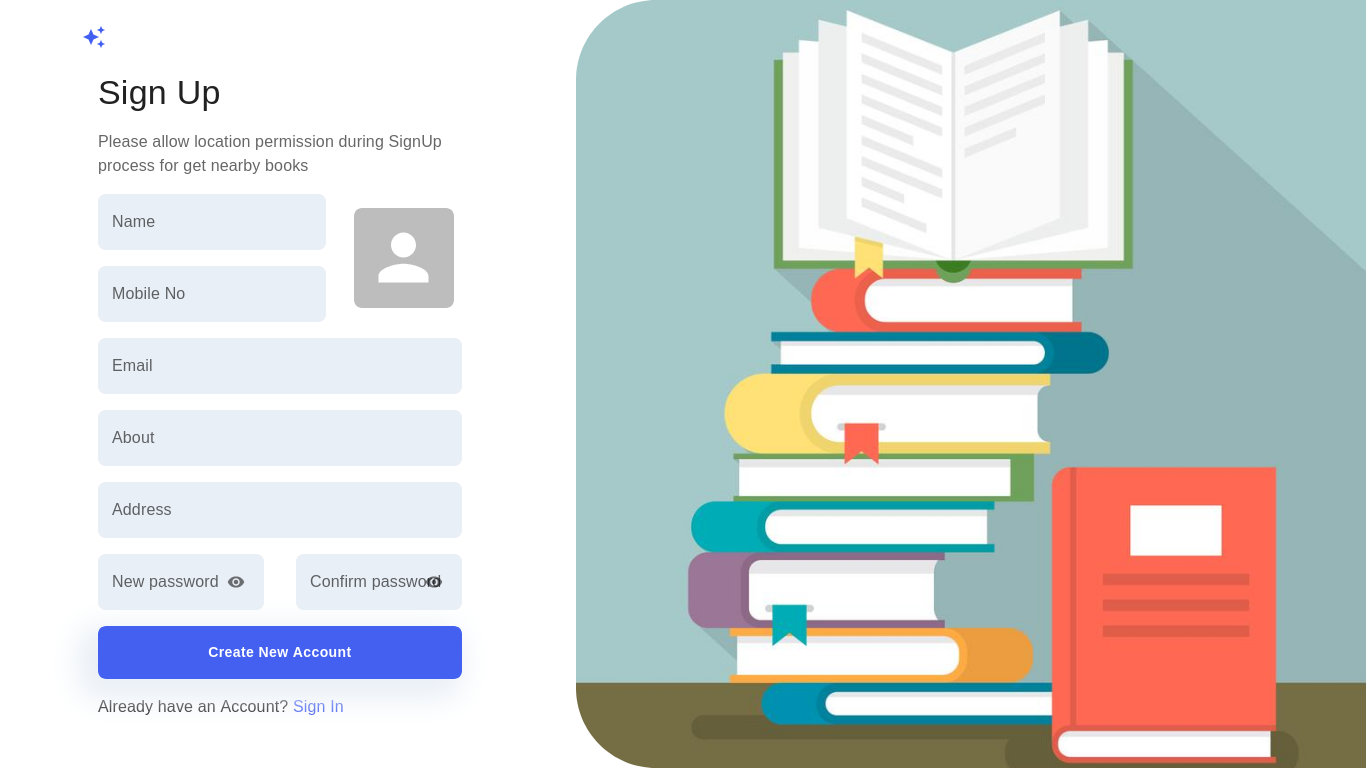 Sign Up
Please allow location permission during SignUp
process for get nearby books
Name
Mobile No
Email
About
Address
New password
Confirm password
Create New Account
Already have an Account? Sign In